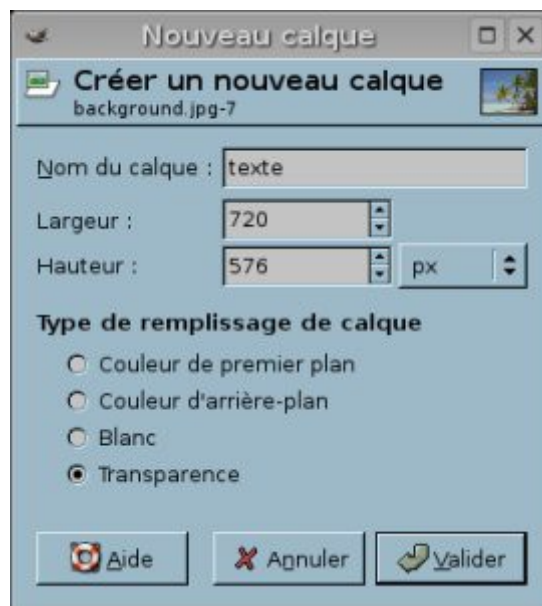 Nouveau calque
Créer un nouveau calque
background.jpg-7
Nom du calque : texte
Largeur : 720
Hauteur : 576 px
Type de remplissage de calque
Couleur de premier plan
Couleur d'arrière-plan
Blanc
Transparence
Aide Annuler Valider